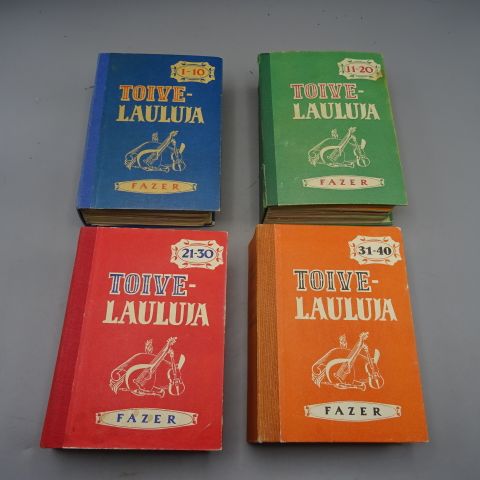 1-10
TOIVE-
LAULUJA
FAZER
11-20
TOIVE-
LAULUJA
FAZER
21-30
TOIVE-
LAULUJA
FAZER
31-40
TOIVE-
LAULUJA
FAZER